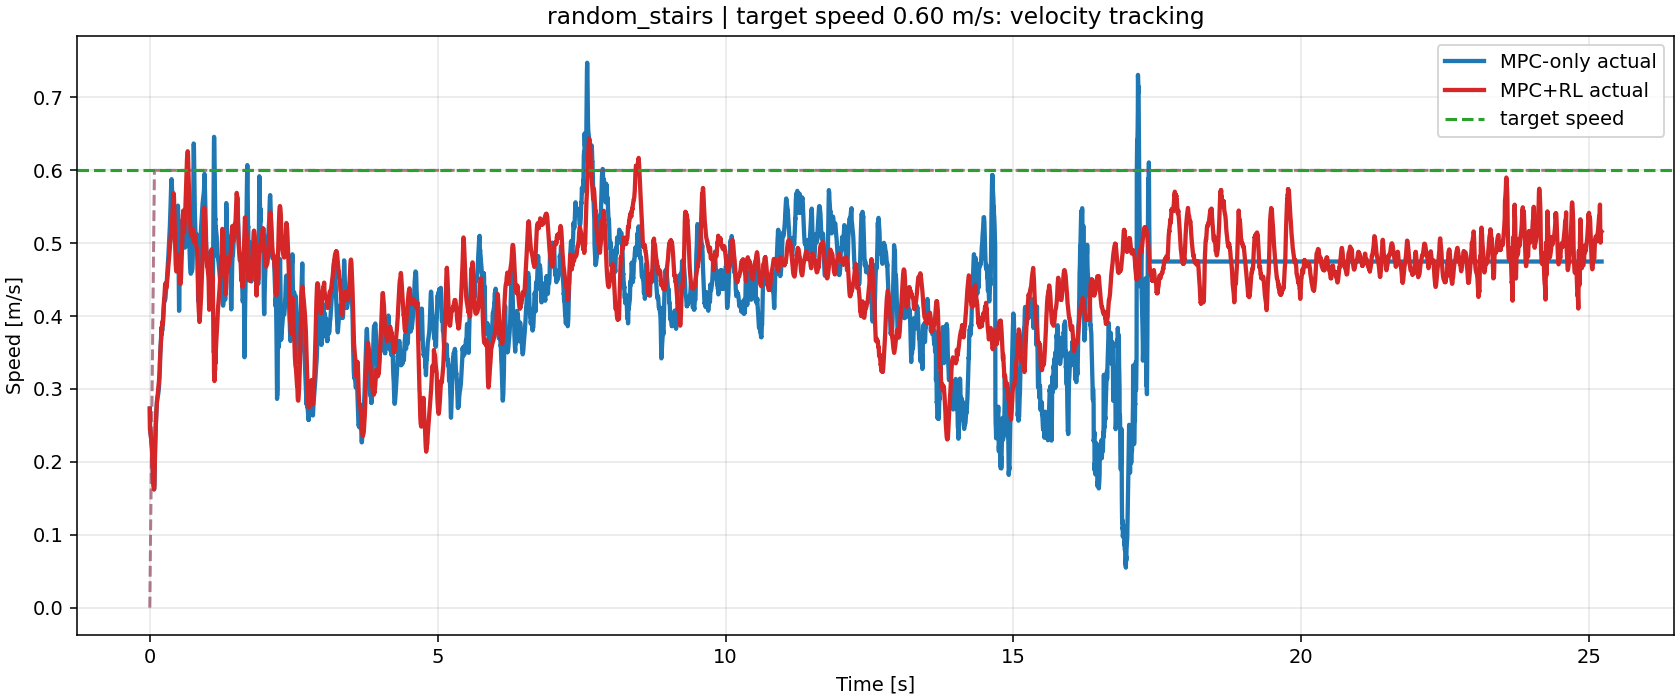 random_stairs | target speed 0.60 m/s: velocity tracking
MPC-only actual
MPC+RL actual
target speed
Speed [m/s]
0.7
0.6
0.5
0.4
0.3
0.2
0.1
0.0
0 5 10 15 20 25
Time [s]